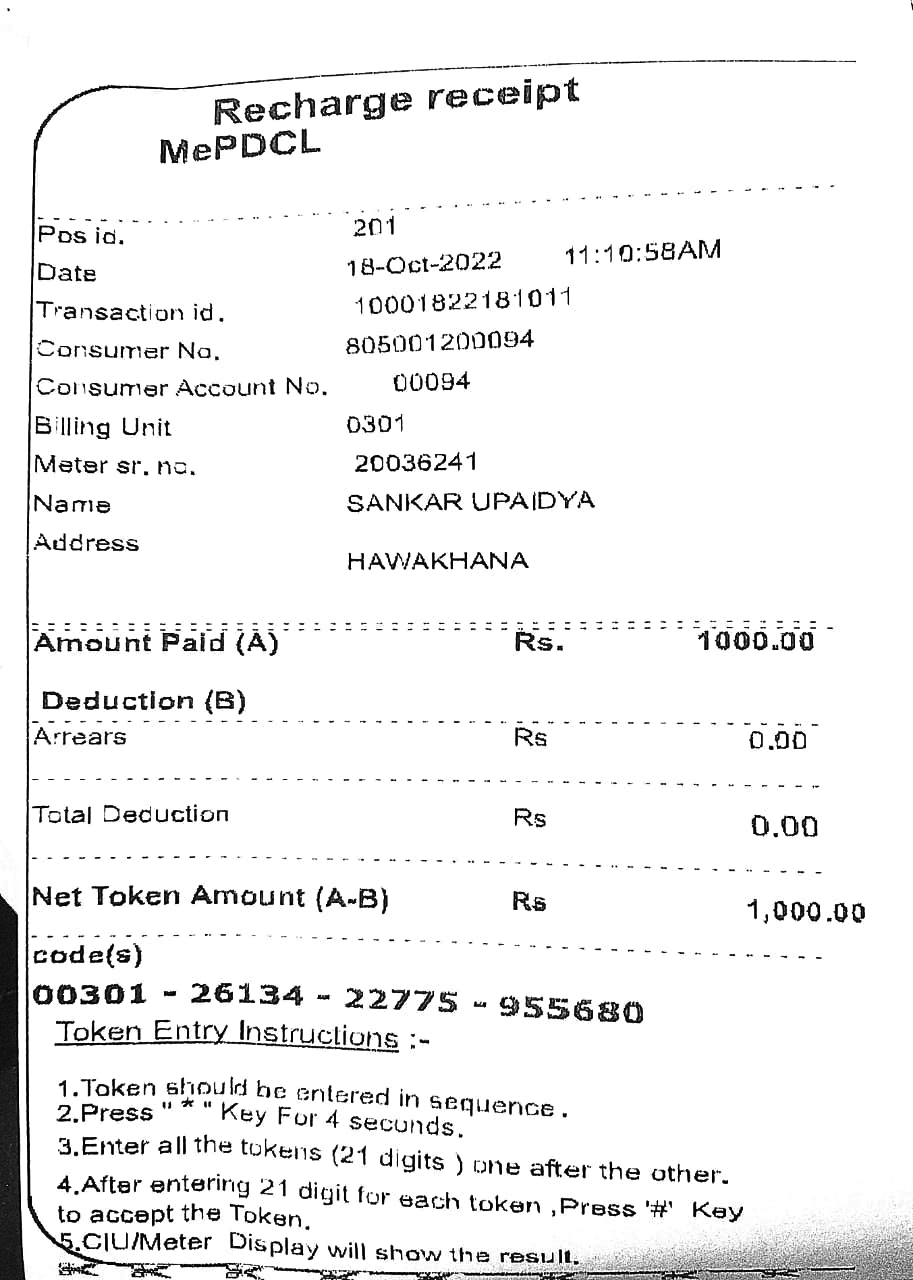 Recharge receipt
MePDCL
Pos id. 201
Date 18-Oct-2022 11:10:58AM
Transaction id. 10001822181011
Consumer No. 805001200094
Consumer Account No. 00094
Billing Unit 0301
Meter sr. no. 20036241
Name SANKAR UPAIDYA
Address HAWAKHANA
Amount Paid (A) Rs. 1000.00
Deduction (B)
Arrears Rs 0.00
Total Deduction Rs 0.00
Net Token Amount (A-B) Rs 1,000.00
code(s)
00301 - 26134 - 22775 - 955680
Token Entry Instructions :-
1.Token should be entered in sequence .
2.Press " * " Key For 4 seconds.
3.Enter all the tokens (21 digits ) one after the other.
4.After entering 21 digit for each token ,Press '#' Key
to accept the Token.
5.CIU/Meter Display will show the result.